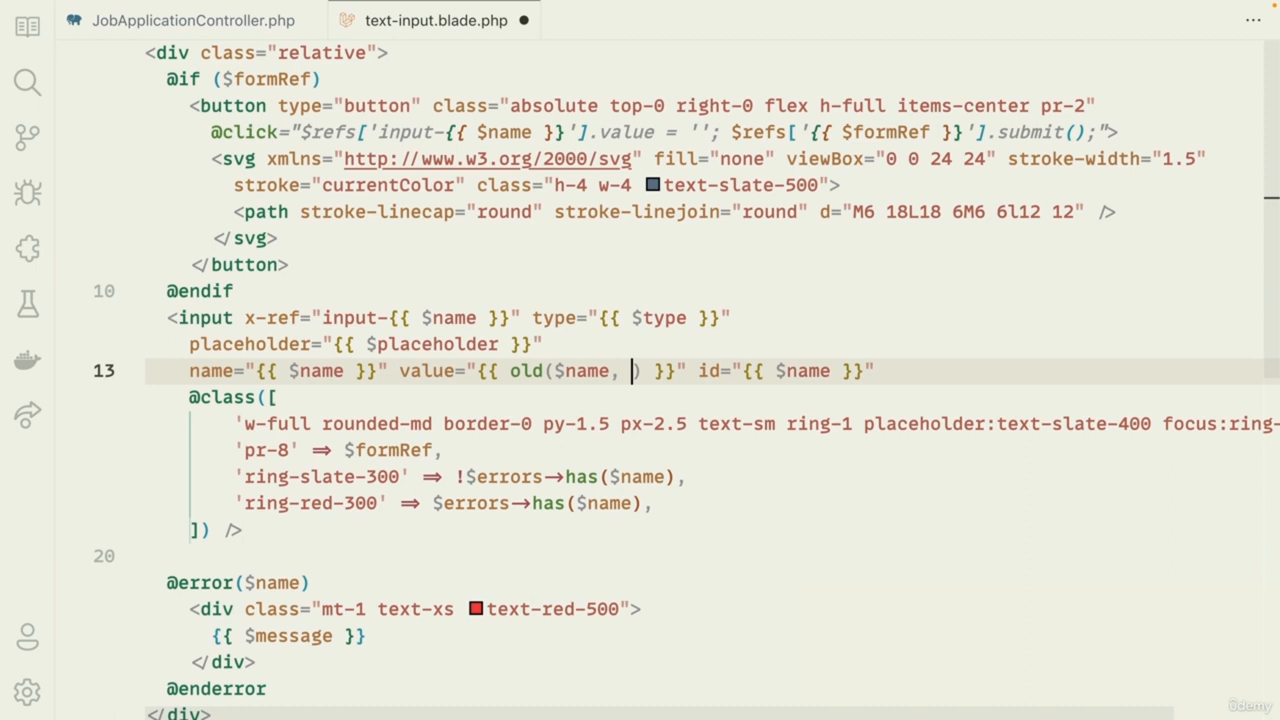 JobApplicationController.php
text-input.blade.php
<div class="relative">
@if ($formRef)
<button type="button" class="absolute top-0 right-0 flex h-full items-center pr-2"
@click="$refs['input-{{ $name }}'].value = ''; $refs['{{ $formRef }}'].submit();">
<svg xmlns="http://www.w3.org/2000/svg" fill="none" viewBox="0 0 24 24" stroke-width="1.5"
stroke="currentColor" class="h-4 w-4 text-slate-500">
<path stroke-linecap="round" stroke-linejoin="round" d="M6 18L18 6M6 6l12 12" />
</svg>
</button>
10 @endif
<input x-ref="input-{{ $name }}" type="{{ $type }}"
placeholder="{{ $placeholder }}"
13 name="{{ $name }}" value="{{ old($name, ) }}" id="{{ $name }}"
@class([
'w-full rounded-md border-0 py-1.5 px-2.5 text-sm ring-1 placeholder:text-slate-400 focus:ring-
'pr-8' => $formRef,
'ring-slate-300' => !$errors->has($name),
'ring-red-300' => $errors->has($name),
]) />
20
@error($name)
<div class="mt-1 text-xs text-red-500">
{{ $message }}
</div>
@enderror
</div>
ûdemy